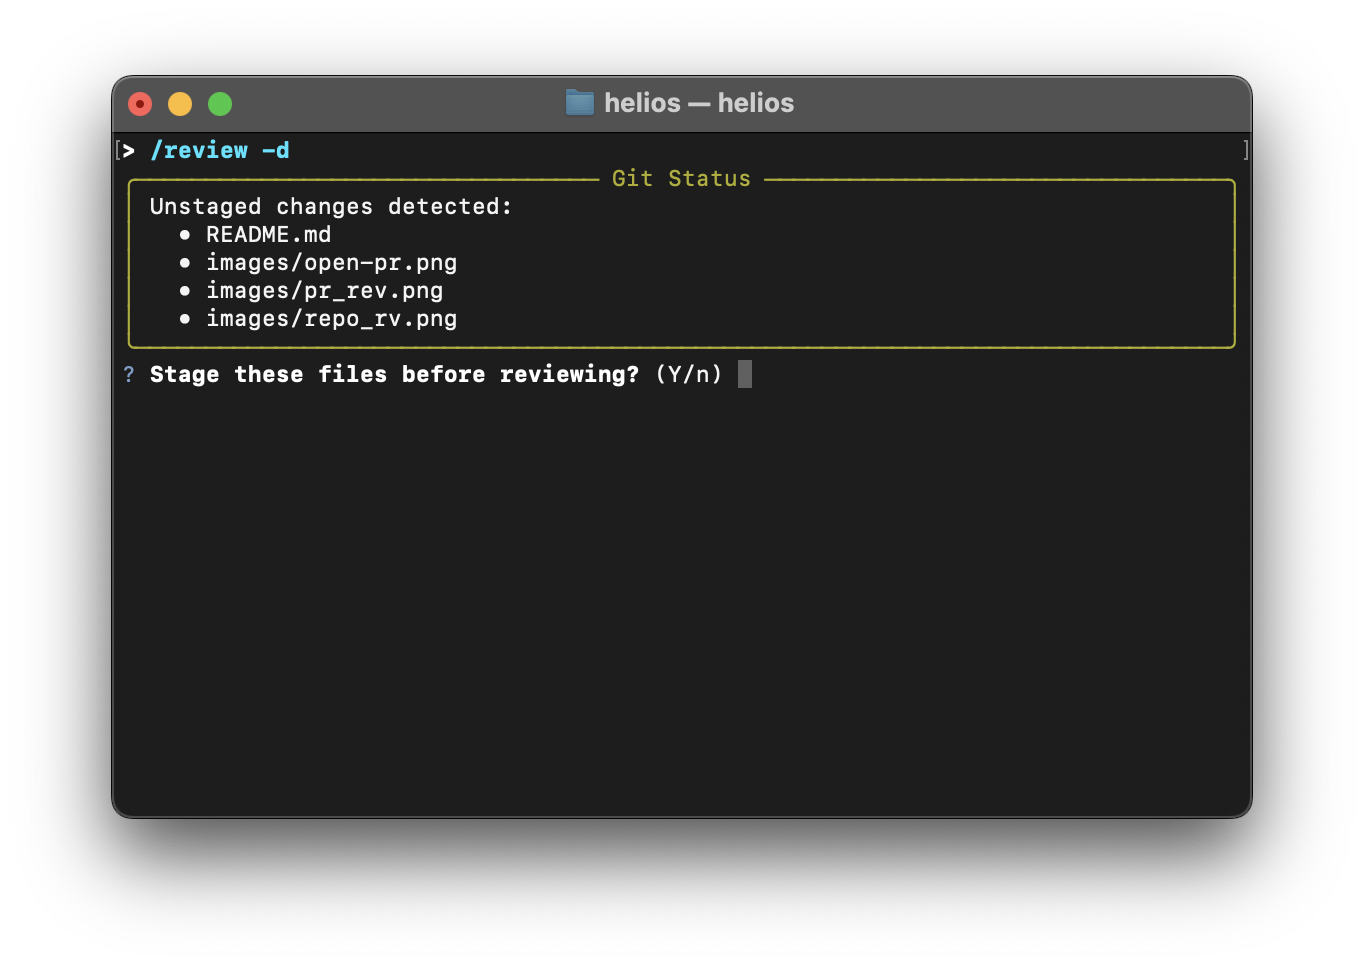 helios — helios
[> /review -d ]
Git Status
Unstaged changes detected:
• README.md
• images/open-pr.png
• images/pr_rev.png
• images/repo_rv.png
? Stage these files before reviewing? (Y/n)